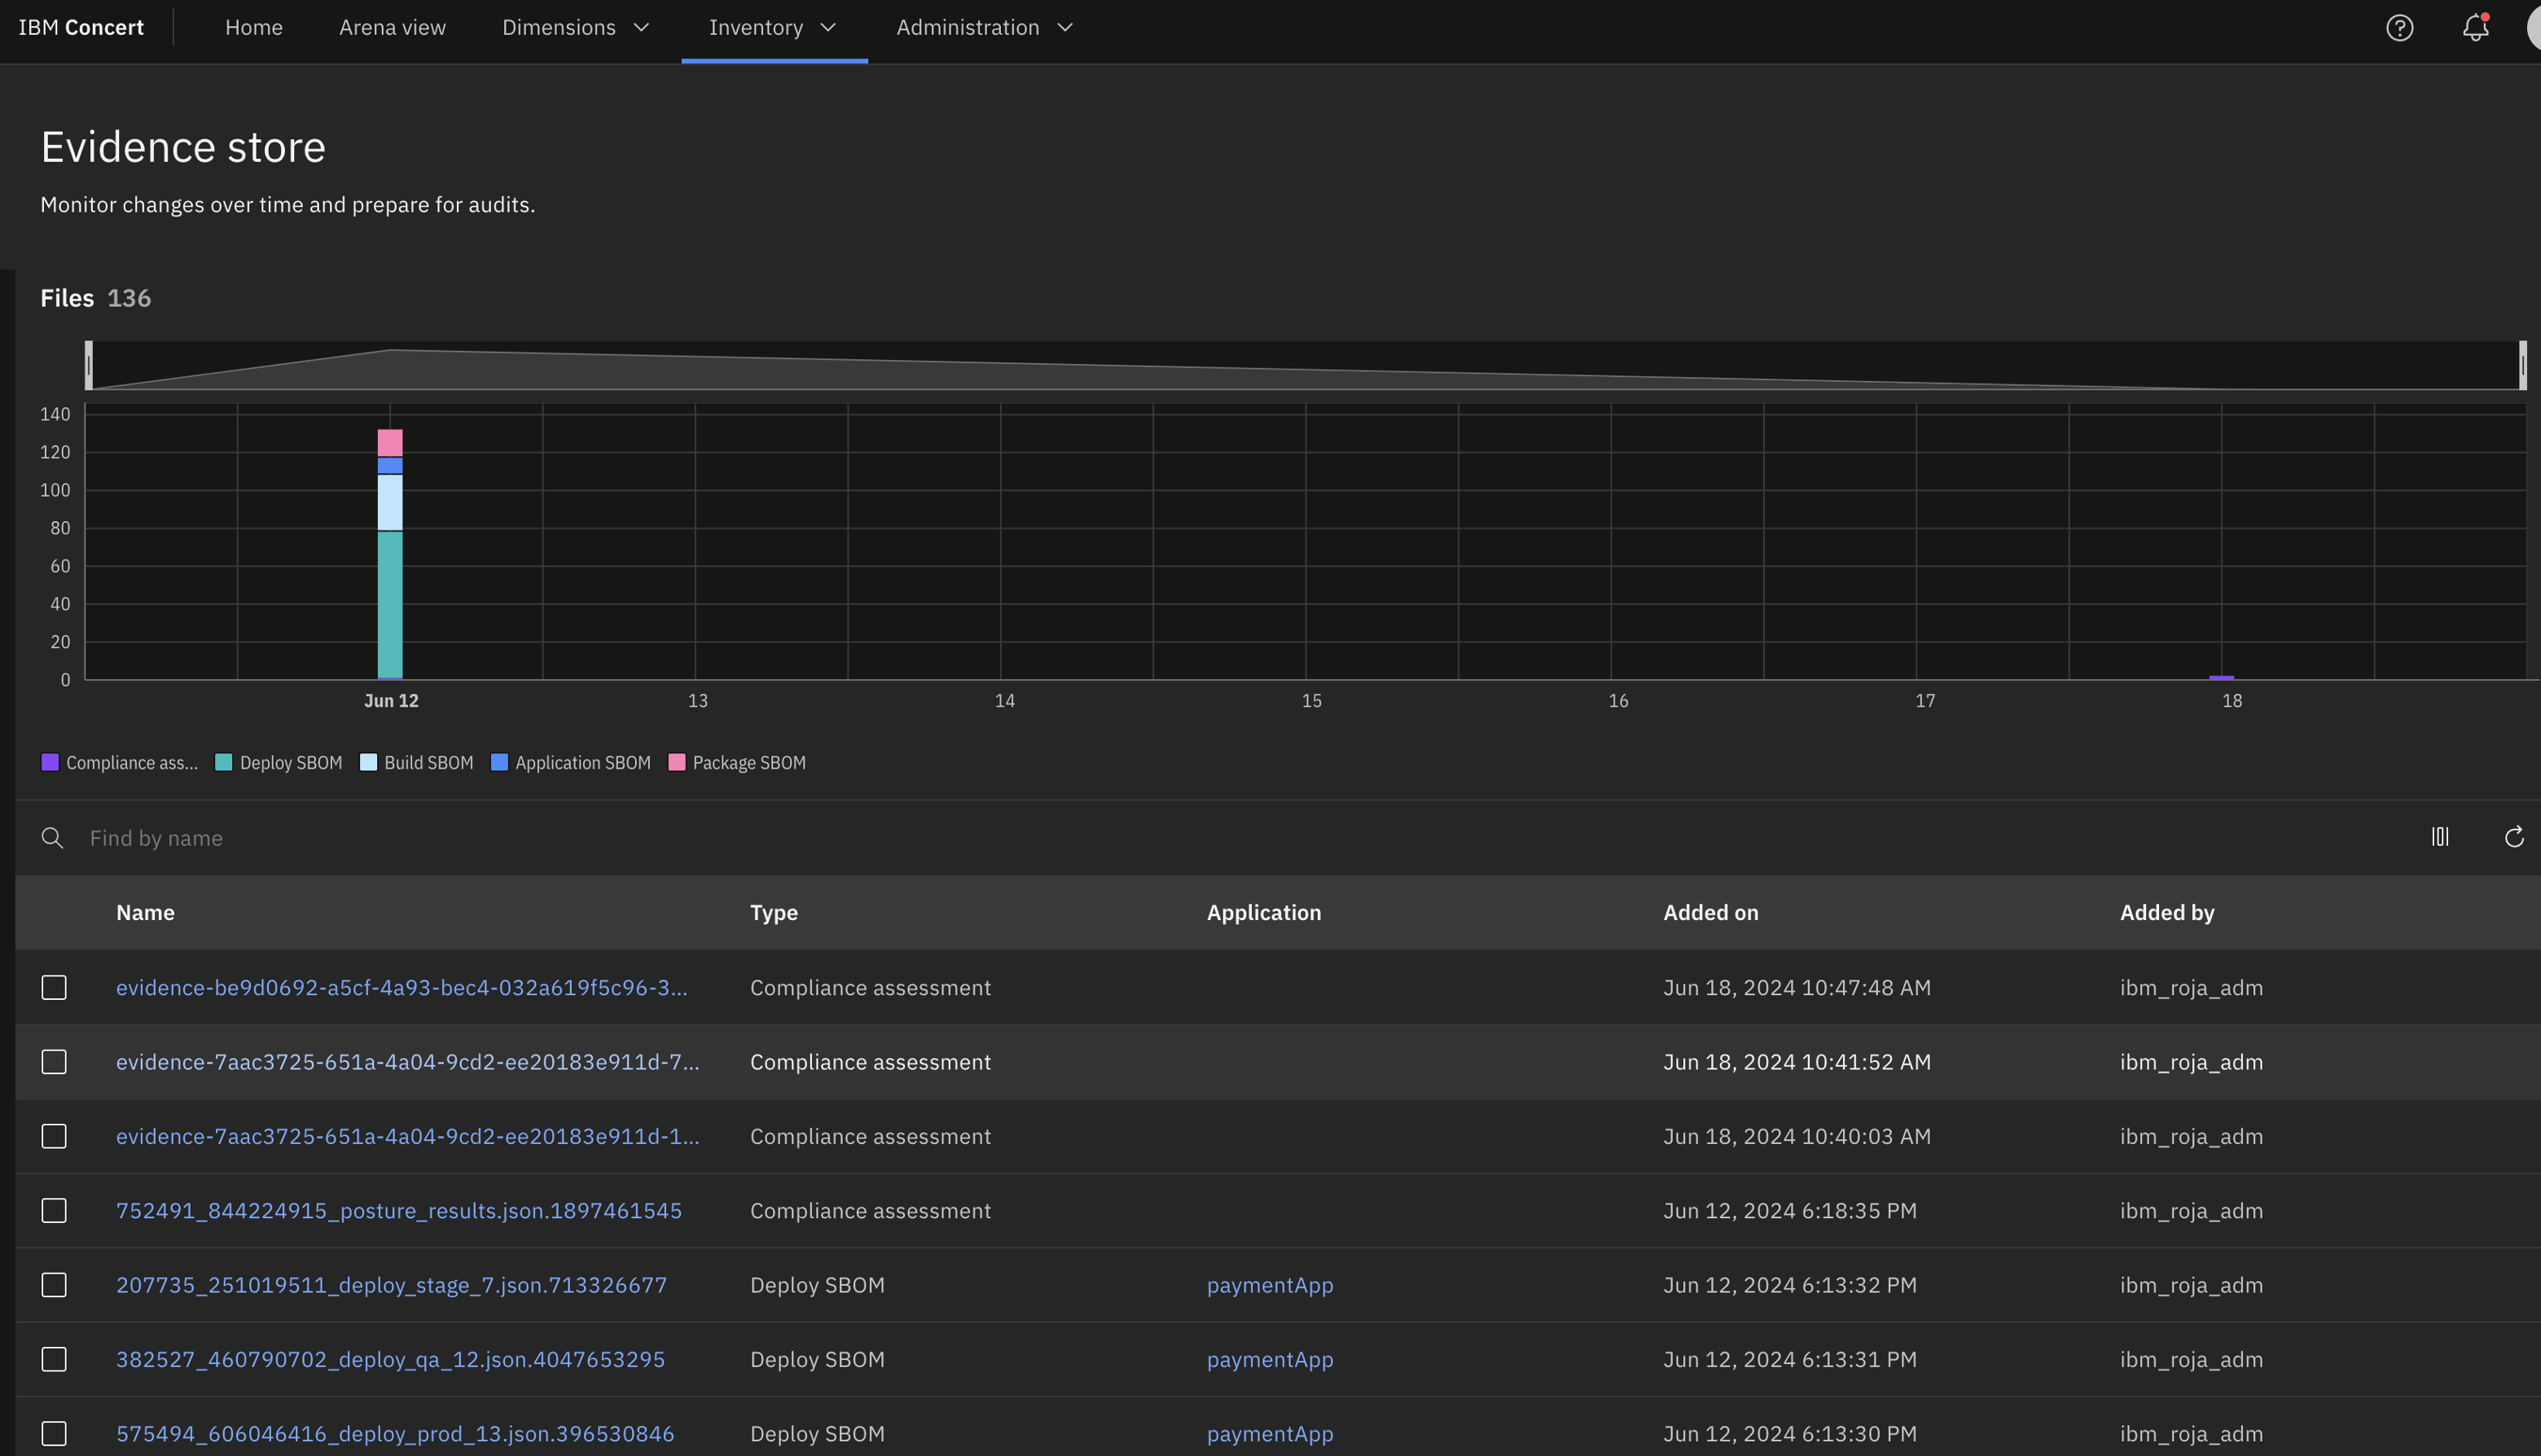 IBM Concert Home Arena view Dimensions Inventory Administration
Evidence store
Monitor changes over time and prepare for audits.
Files 136
140
120
100
80
60
40
20
0
Jun 12 13 14 15 16 17 18
Compliance ass... Deploy SBOM Build SBOM Application SBOM Package SBOM
Find by name
Name Type Application Added on Added by
evidence-be9d0692-a5cf-4a93-bec4-032a619f5c96-3... Compliance assessment Jun 18, 2024 10:47:48 AM ibm_roja_adm
evidence-7aac3725-651a-4a04-9cd2-ee20183e911d-7... Compliance assessment Jun 18, 2024 10:41:52 AM ibm_roja_adm
evidence-7aac3725-651a-4a04-9cd2-ee20183e911d-1... Compliance assessment Jun 18, 2024 10:40:03 AM ibm_roja_adm
752491_844224915_posture_results.json.1897461545 Compliance assessment Jun 12, 2024 6:18:35 PM ibm_roja_adm
207735_251019511_deploy_stage_7.json.713326677 Deploy SBOM paymentApp Jun 12, 2024 6:13:32 PM ibm_roja_adm
382527_460790702_deploy_qa_12.json.4047653295 Deploy SBOM paymentApp Jun 12, 2024 6:13:31 PM ibm_roja_adm
575494_606046416_deploy_prod_13.json.396530846 Deploy SBOM paymentApp Jun 12, 2024 6:13:30 PM ibm_roja_adm